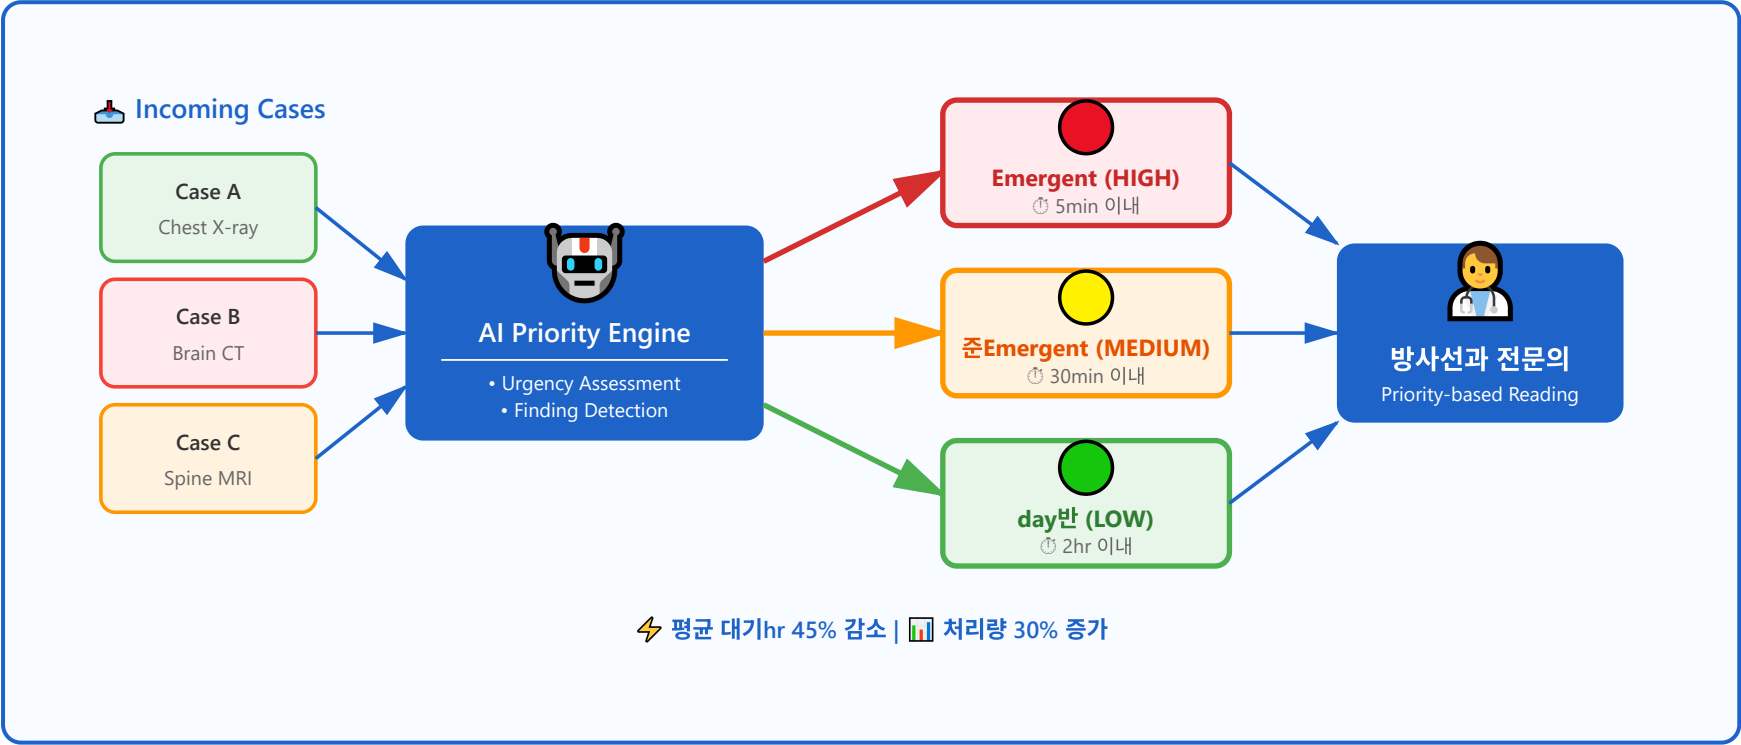 Incoming Cases
Case A
Chest X-ray
Case B
Brain CT
Case C
Spine MRI
AI Priority Engine
• Urgency Assessment
• Finding Detection
Emergent (HIGH)
⏱ 5min 이내
준Emergent (MEDIUM)
⏱ 30min 이내
day반 (LOW)
⏱ 2hr 이내
방사선과 전문의
Priority-based Reading
⚡ 평균 대기hr 45% 감소 | 📊 처리량 30% 증가